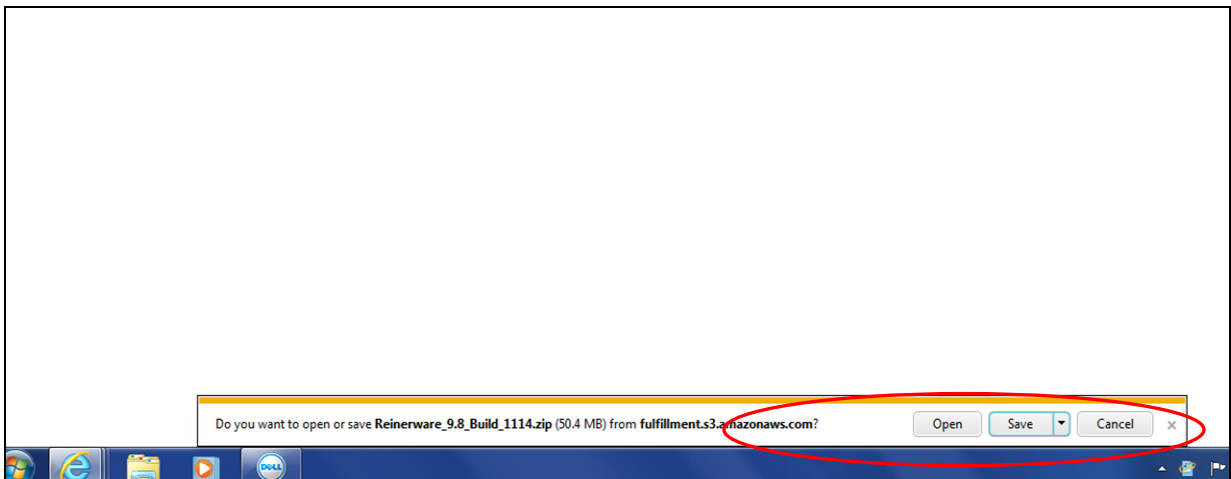 Do you want to open or save Reinerware_9.8_Build_1114.zip (50.4 MB) from fulfillment.s3.amazonaws.com?
Open
Save
Cancel
DELL